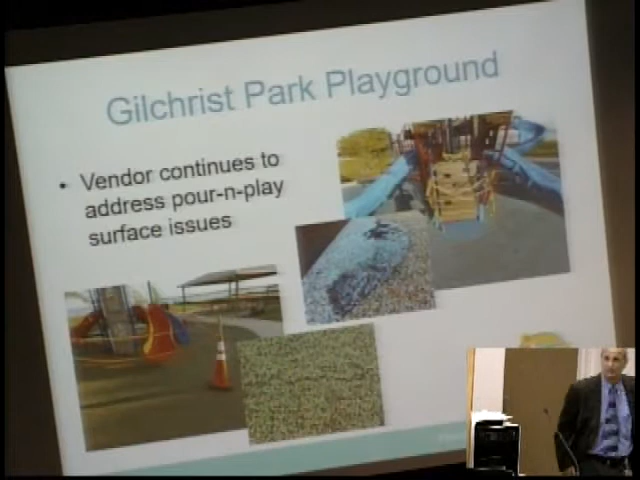 Gilchrist Park Playground
• Vendor continues to
address pour-n-play
surface issues